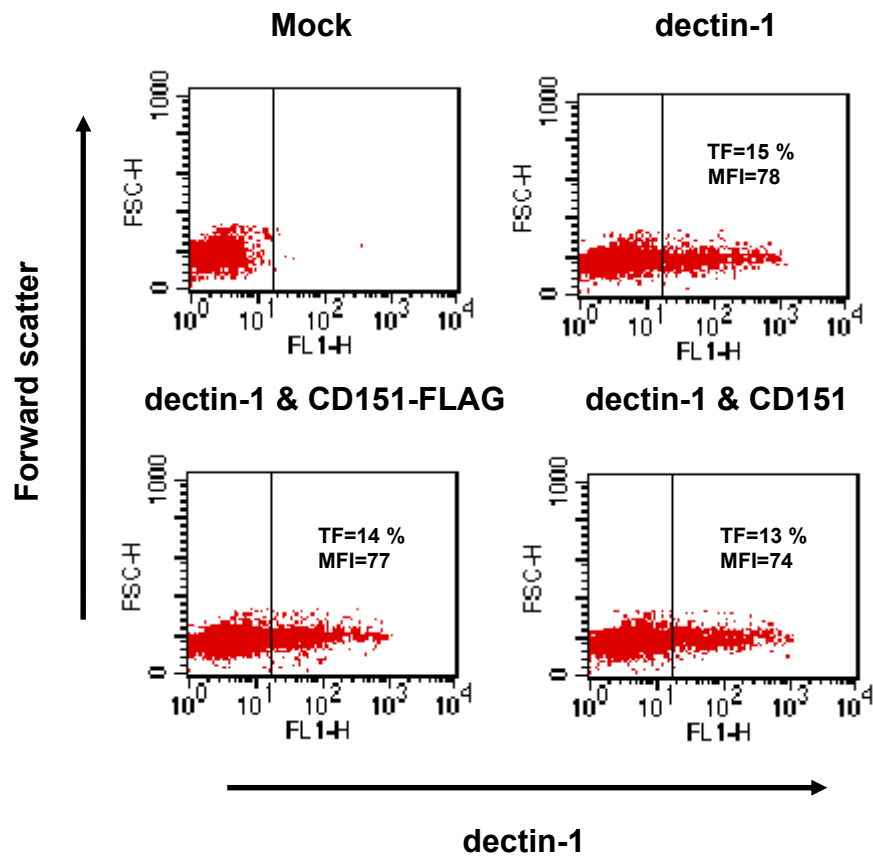 Mock
dectin-1
1000
FSC-H
0
10^0 10^1 10^2 10^3 10^4
FL1-H
1000
FSC-H
0
TF=15 %
MFI=78
10^0 10^1 10^2 10^3 10^4
FL1-H
Forward scatter
dectin-1 & CD151-FLAG
dectin-1 & CD151
1000
FSC-H
0
TF=14 %
MFI=77
10^0 10^1 10^2 10^3 10^4
FL1-H
1000
FSC-H
0
TF=13 %
MFI=74
10^0 10^1 10^2 10^3 10^4
FL1-H
dectin-1